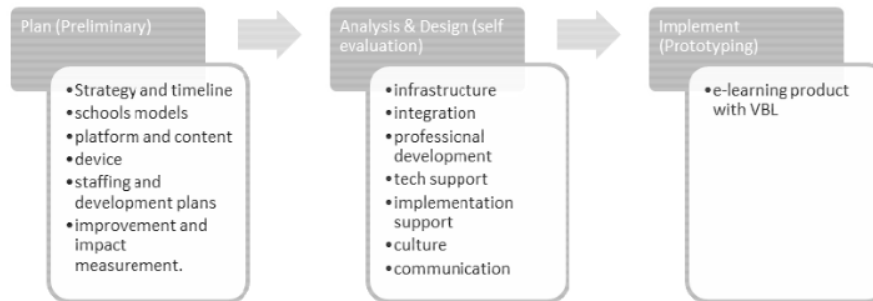 Plan (Preliminary)
•Strategy and timeline
•schools models
•platform and content
•device
•staffing and
development plans
•improvement and
impact
measurement.
Analysis & Design (self
evaluation)
•infrastructure
•integration
•professional
development
•tech support
•implementation
support
•culture
•communication
Implement
(Prototyping)
•e-learning product
with VBL